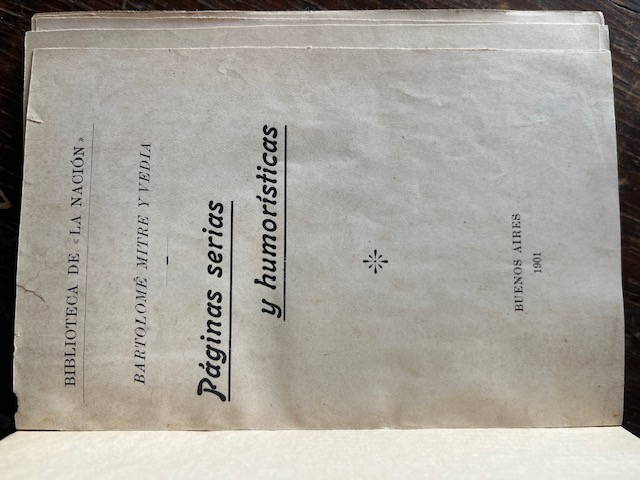 BIBLIOTECA DE «LA NACIÓN»
BARTOLOMÉ MITRE Y VEDIA
Páginas serias
y humorísticas
BUENOS AIRES
1901